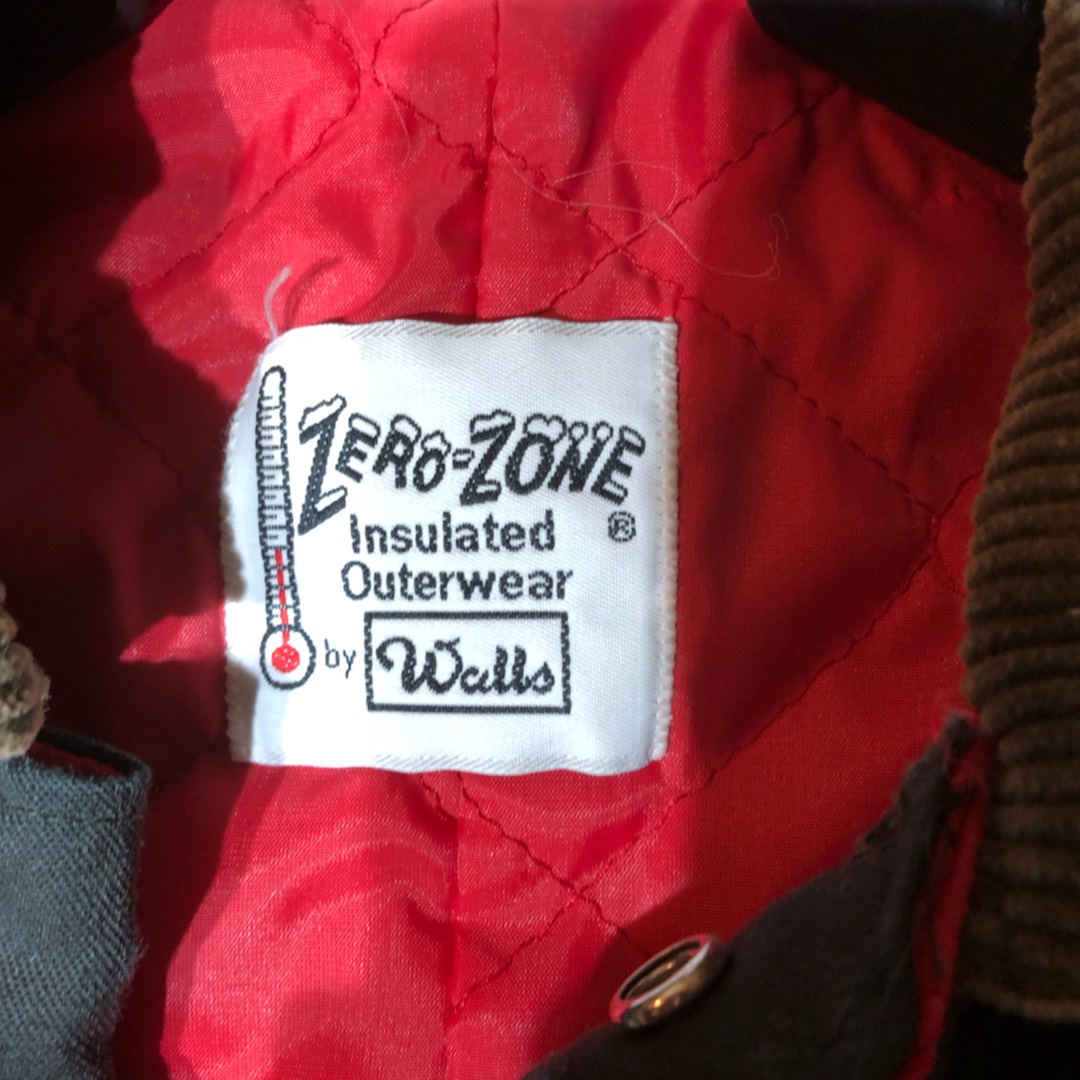 ZERO-ZONE
®
Insulated
Outerwear
by Walls